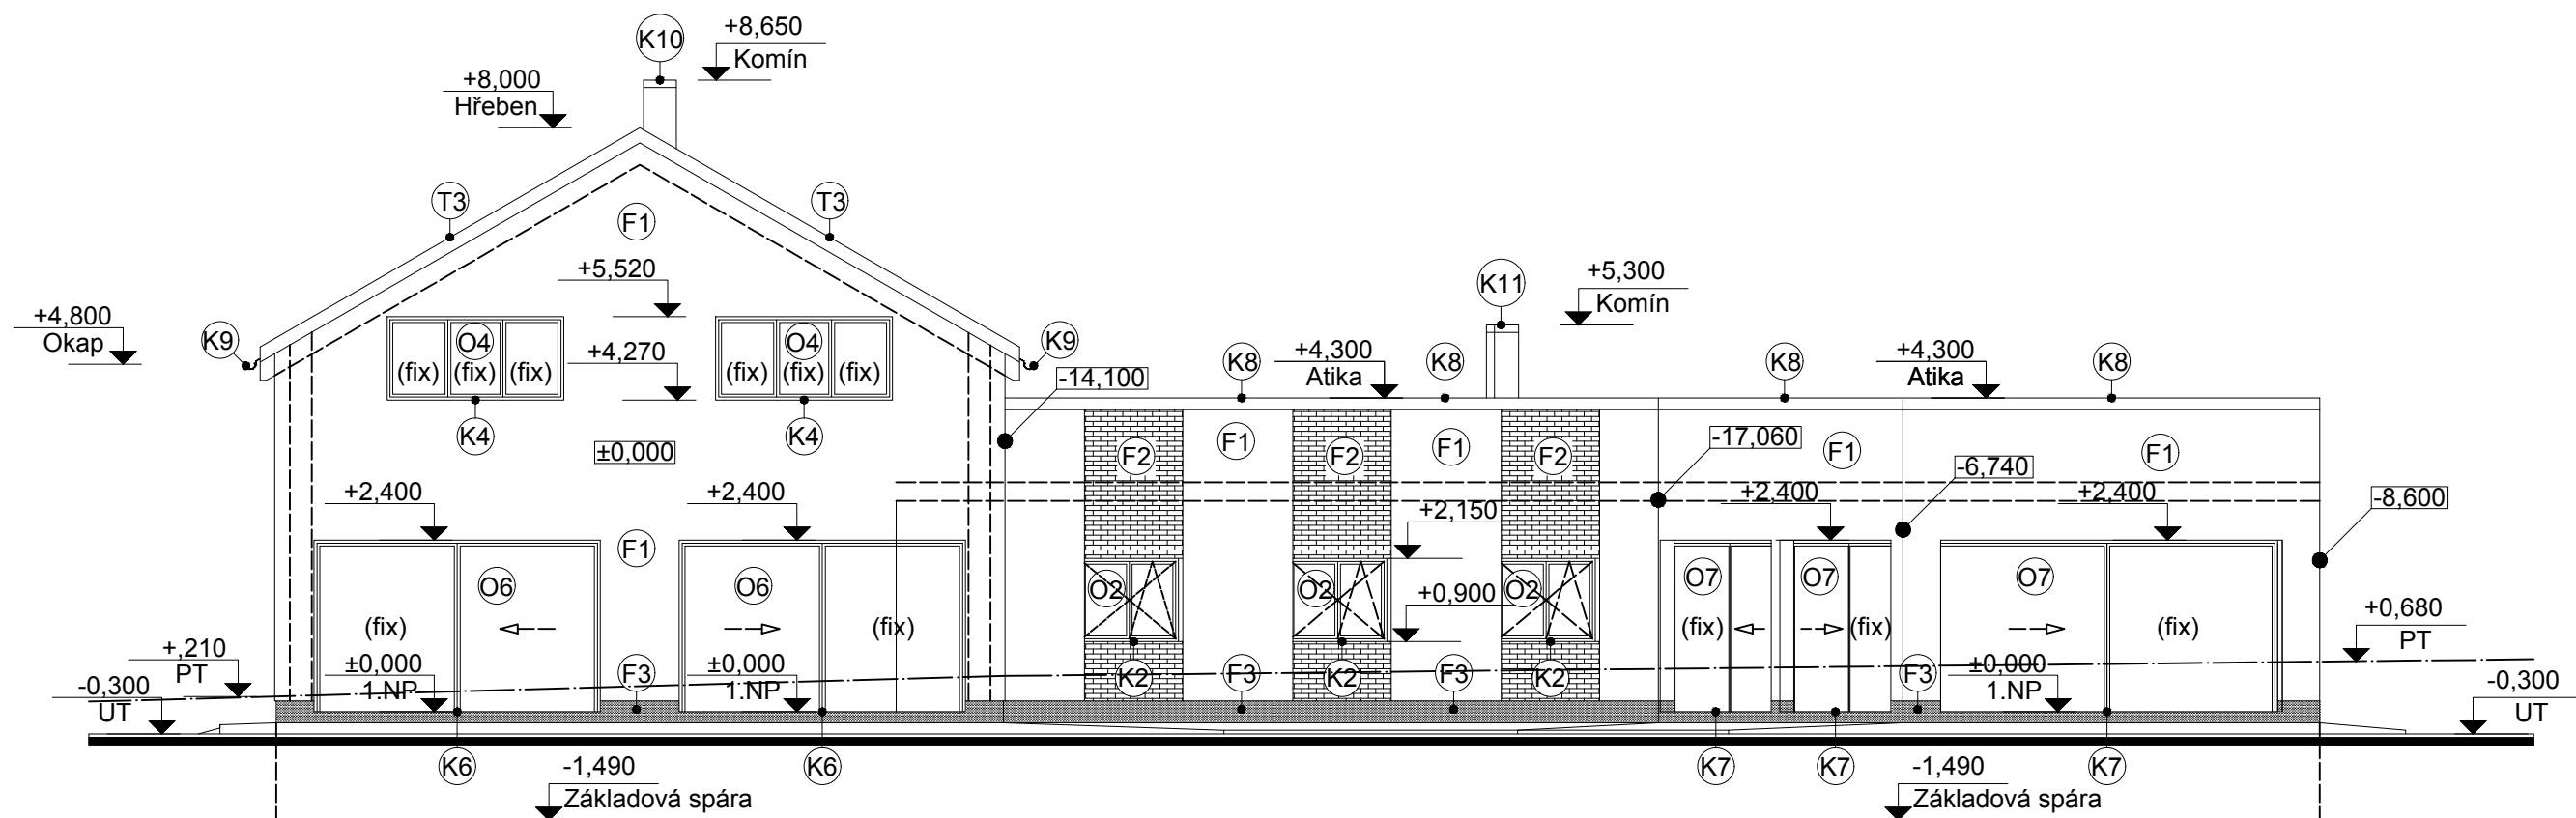 K10
+8,650
Komín
+8,000
Hřeben
T3
T3
F1
+5,520
+5,300
Komín
K11
+4,800
Okap
K9
O4
(fix)
(fix)
(fix)
+4,270
O4
(fix)
(fix)
(fix)
K9
-14,100
K8
+4,300
Atika
K8
K8
+4,300
Atika
K8
K4
K4
±0,000
F2
F1
F2
F1
F2
-17,060
F1
-6,740
F1
+2,400
+2,400
+2,400
+2,400
-8,600
+2,150
F1
O6
O6
O2
O2
O2
+0,900
O7
O7
O7
(fix)
(fix)
(fix)
(fix)
(fix)
+0,680
PT
+,210
PT
±0,000
1.NP
F3
±0,000
1.NP
K2
F3
K2
F3
K2
F3
±0,000
1.NP
-0,300
UT
-0,300
UT
K6
K6
K7
K7
K7
-1,490
Základová spára
-1,490
Základová spára